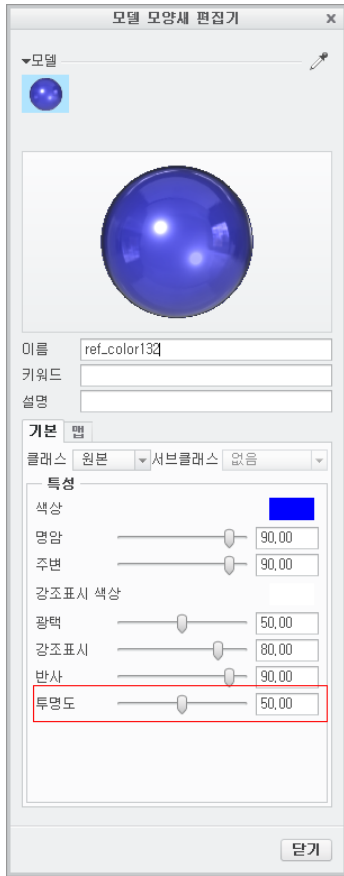 모델 모양새 편집기 x
모델
이름 ref_color132
키워드
설명
기본 맵
클래스 원본 서브클래스 없음
특성
색상
명암 90,00
주변 90,00
강조표시 색상
광택 50,00
강조표시 80,00
반사 90,00
투명도 50,00
닫기